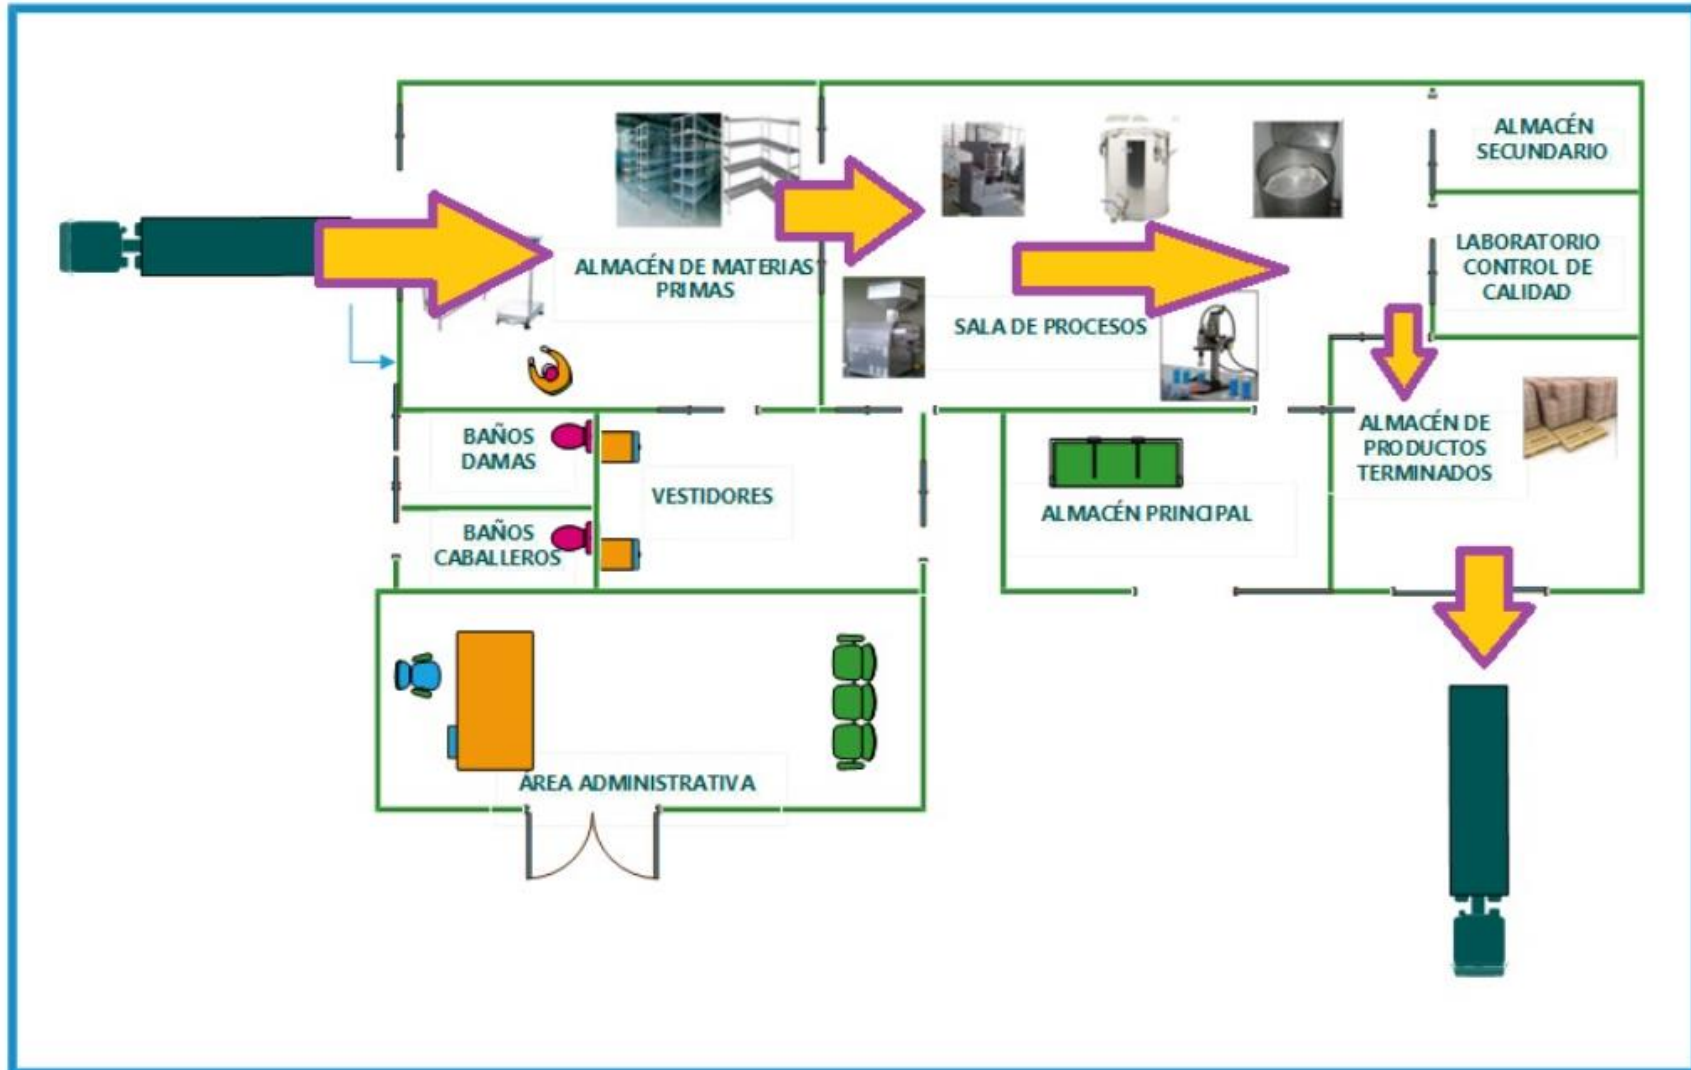 ALMACÉN
SECUNDARIO
LABORATORIO
CONTROL DE
CALIDAD
ALMACÉN DE MATERIAS
PRIMAS
SALA DE PROCESOS
BAÑOS
DAMAS
VESTIDORES
BAÑOS
CABALLEROS
ALMACÉN PRINCIPAL
ALMACÉN DE
PRODUCTOS
TERMINADOS
ÁREA ADMINISTRATIVA